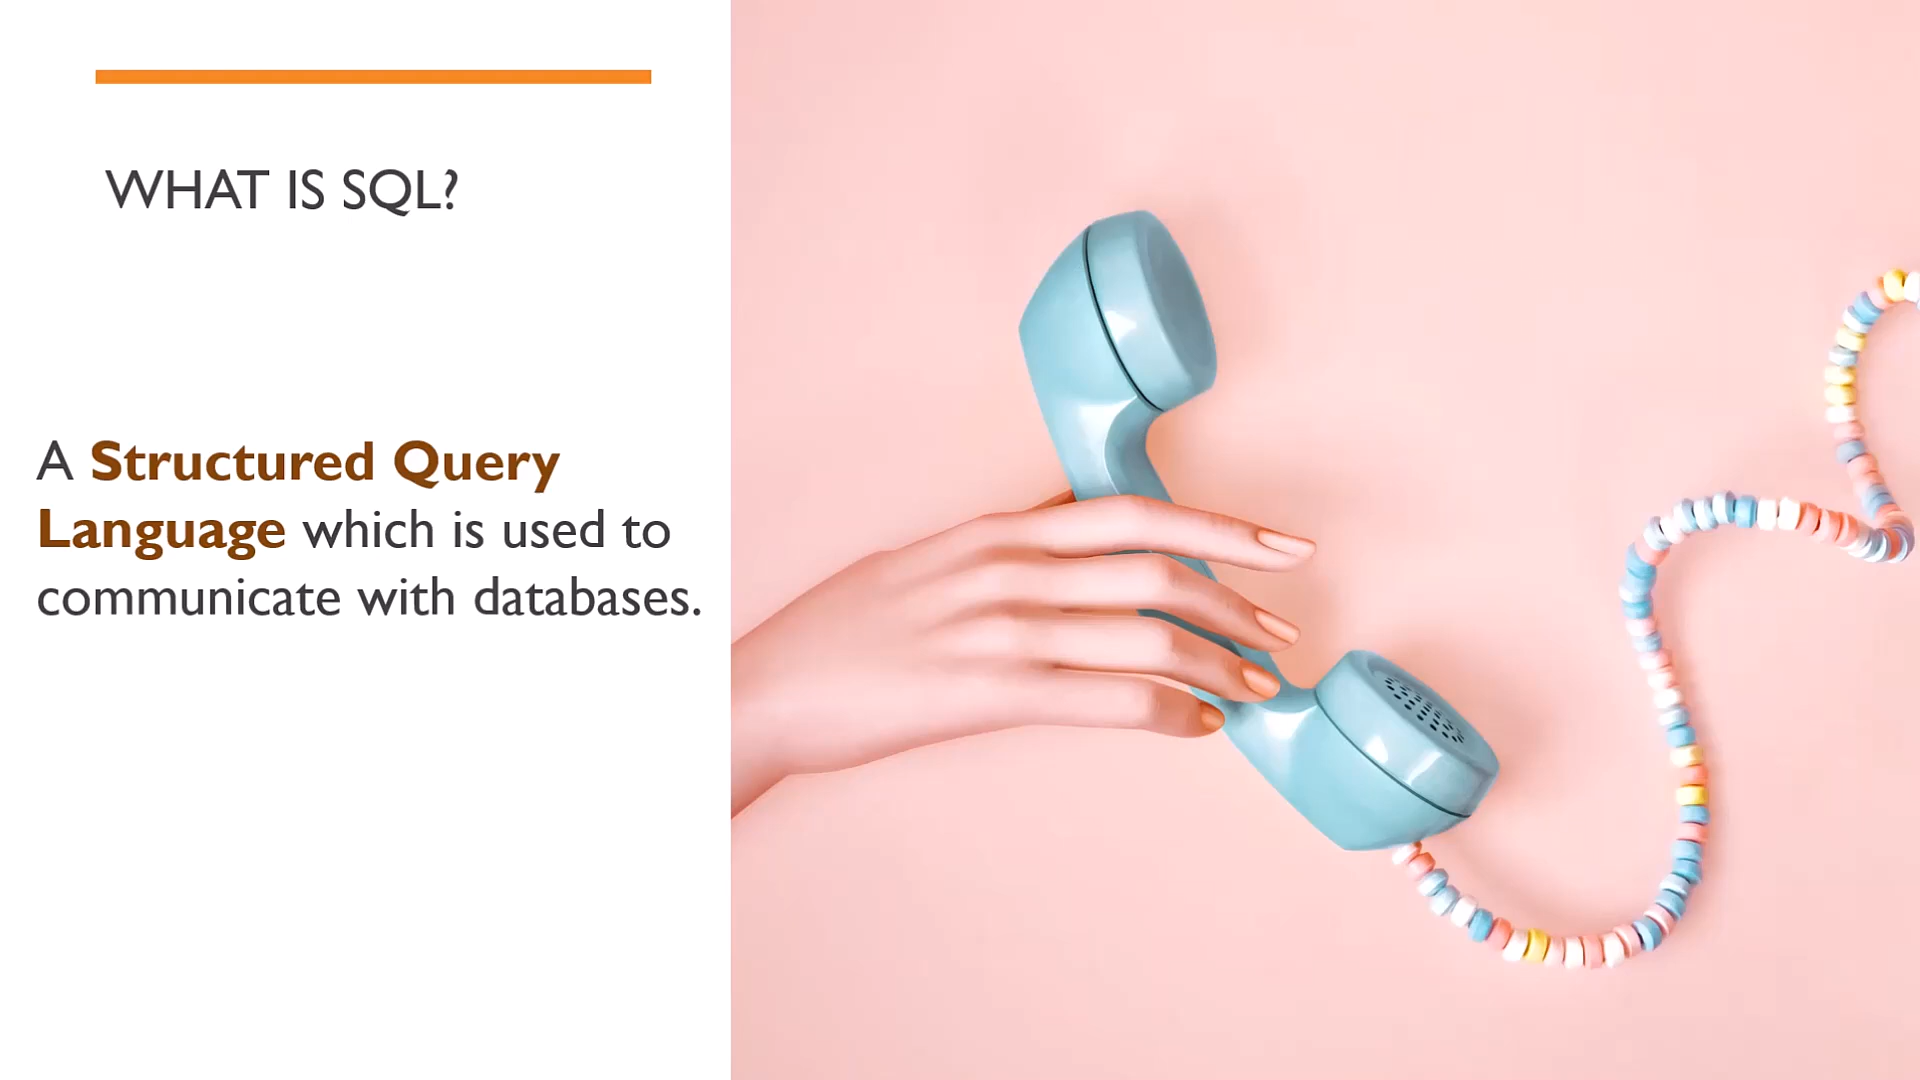 WHAT IS SQL?
A Structured Query
Language which is used to
communicate with databases.